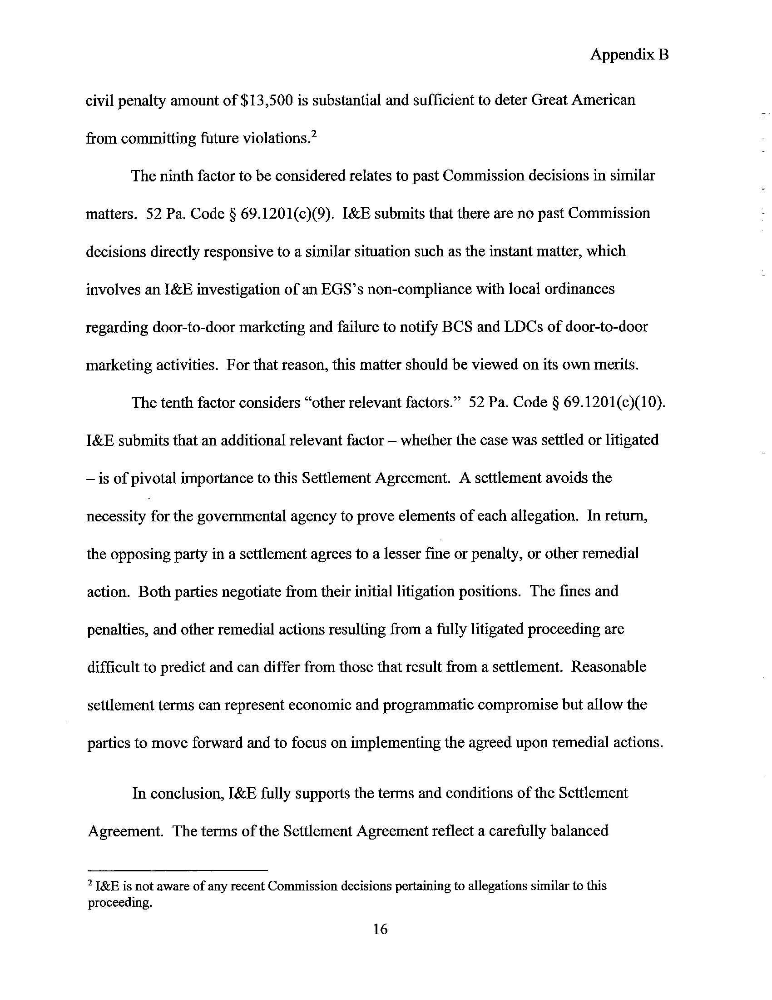 Appendix B
civil penalty amount of $13,500 is substantial and sufficient to deter Great American
from committing future violations.²
The ninth factor to be considered relates to past Commission decisions in similar
matters.  52 Pa. Code § 69.1201(c)(9).  I&E submits that there are no past Commission
decisions directly responsive to a similar situation such as the instant matter, which
involves an I&E investigation of an EGS’s non-compliance with local ordinances
regarding door-to-door marketing and failure to notify BCS and LDCs of door-to-door
marketing activities.  For that reason, this matter should be viewed on its own merits.
The tenth factor considers “other relevant factors.”  52 Pa. Code § 69.1201(c)(10).
I&E submits that an additional relevant factor – whether the case was settled or litigated
– is of pivotal importance to this Settlement Agreement.  A settlement avoids the
necessity for the governmental agency to prove elements of each allegation.  In return,
the opposing party in a settlement agrees to a lesser fine or penalty, or other remedial
action.  Both parties negotiate from their initial litigation positions.  The fines and
penalties, and other remedial actions resulting from a fully litigated proceeding are
difficult to predict and can differ from those that result from a settlement.  Reasonable
settlement terms can represent economic and programmatic compromise but allow the
parties to move forward and to focus on implementing the agreed upon remedial actions.
In conclusion, I&E fully supports the terms and conditions of the Settlement
Agreement.  The terms of the Settlement Agreement reflect a carefully balanced
² I&E is not aware of any recent Commission decisions pertaining to allegations similar to this
proceeding.
16